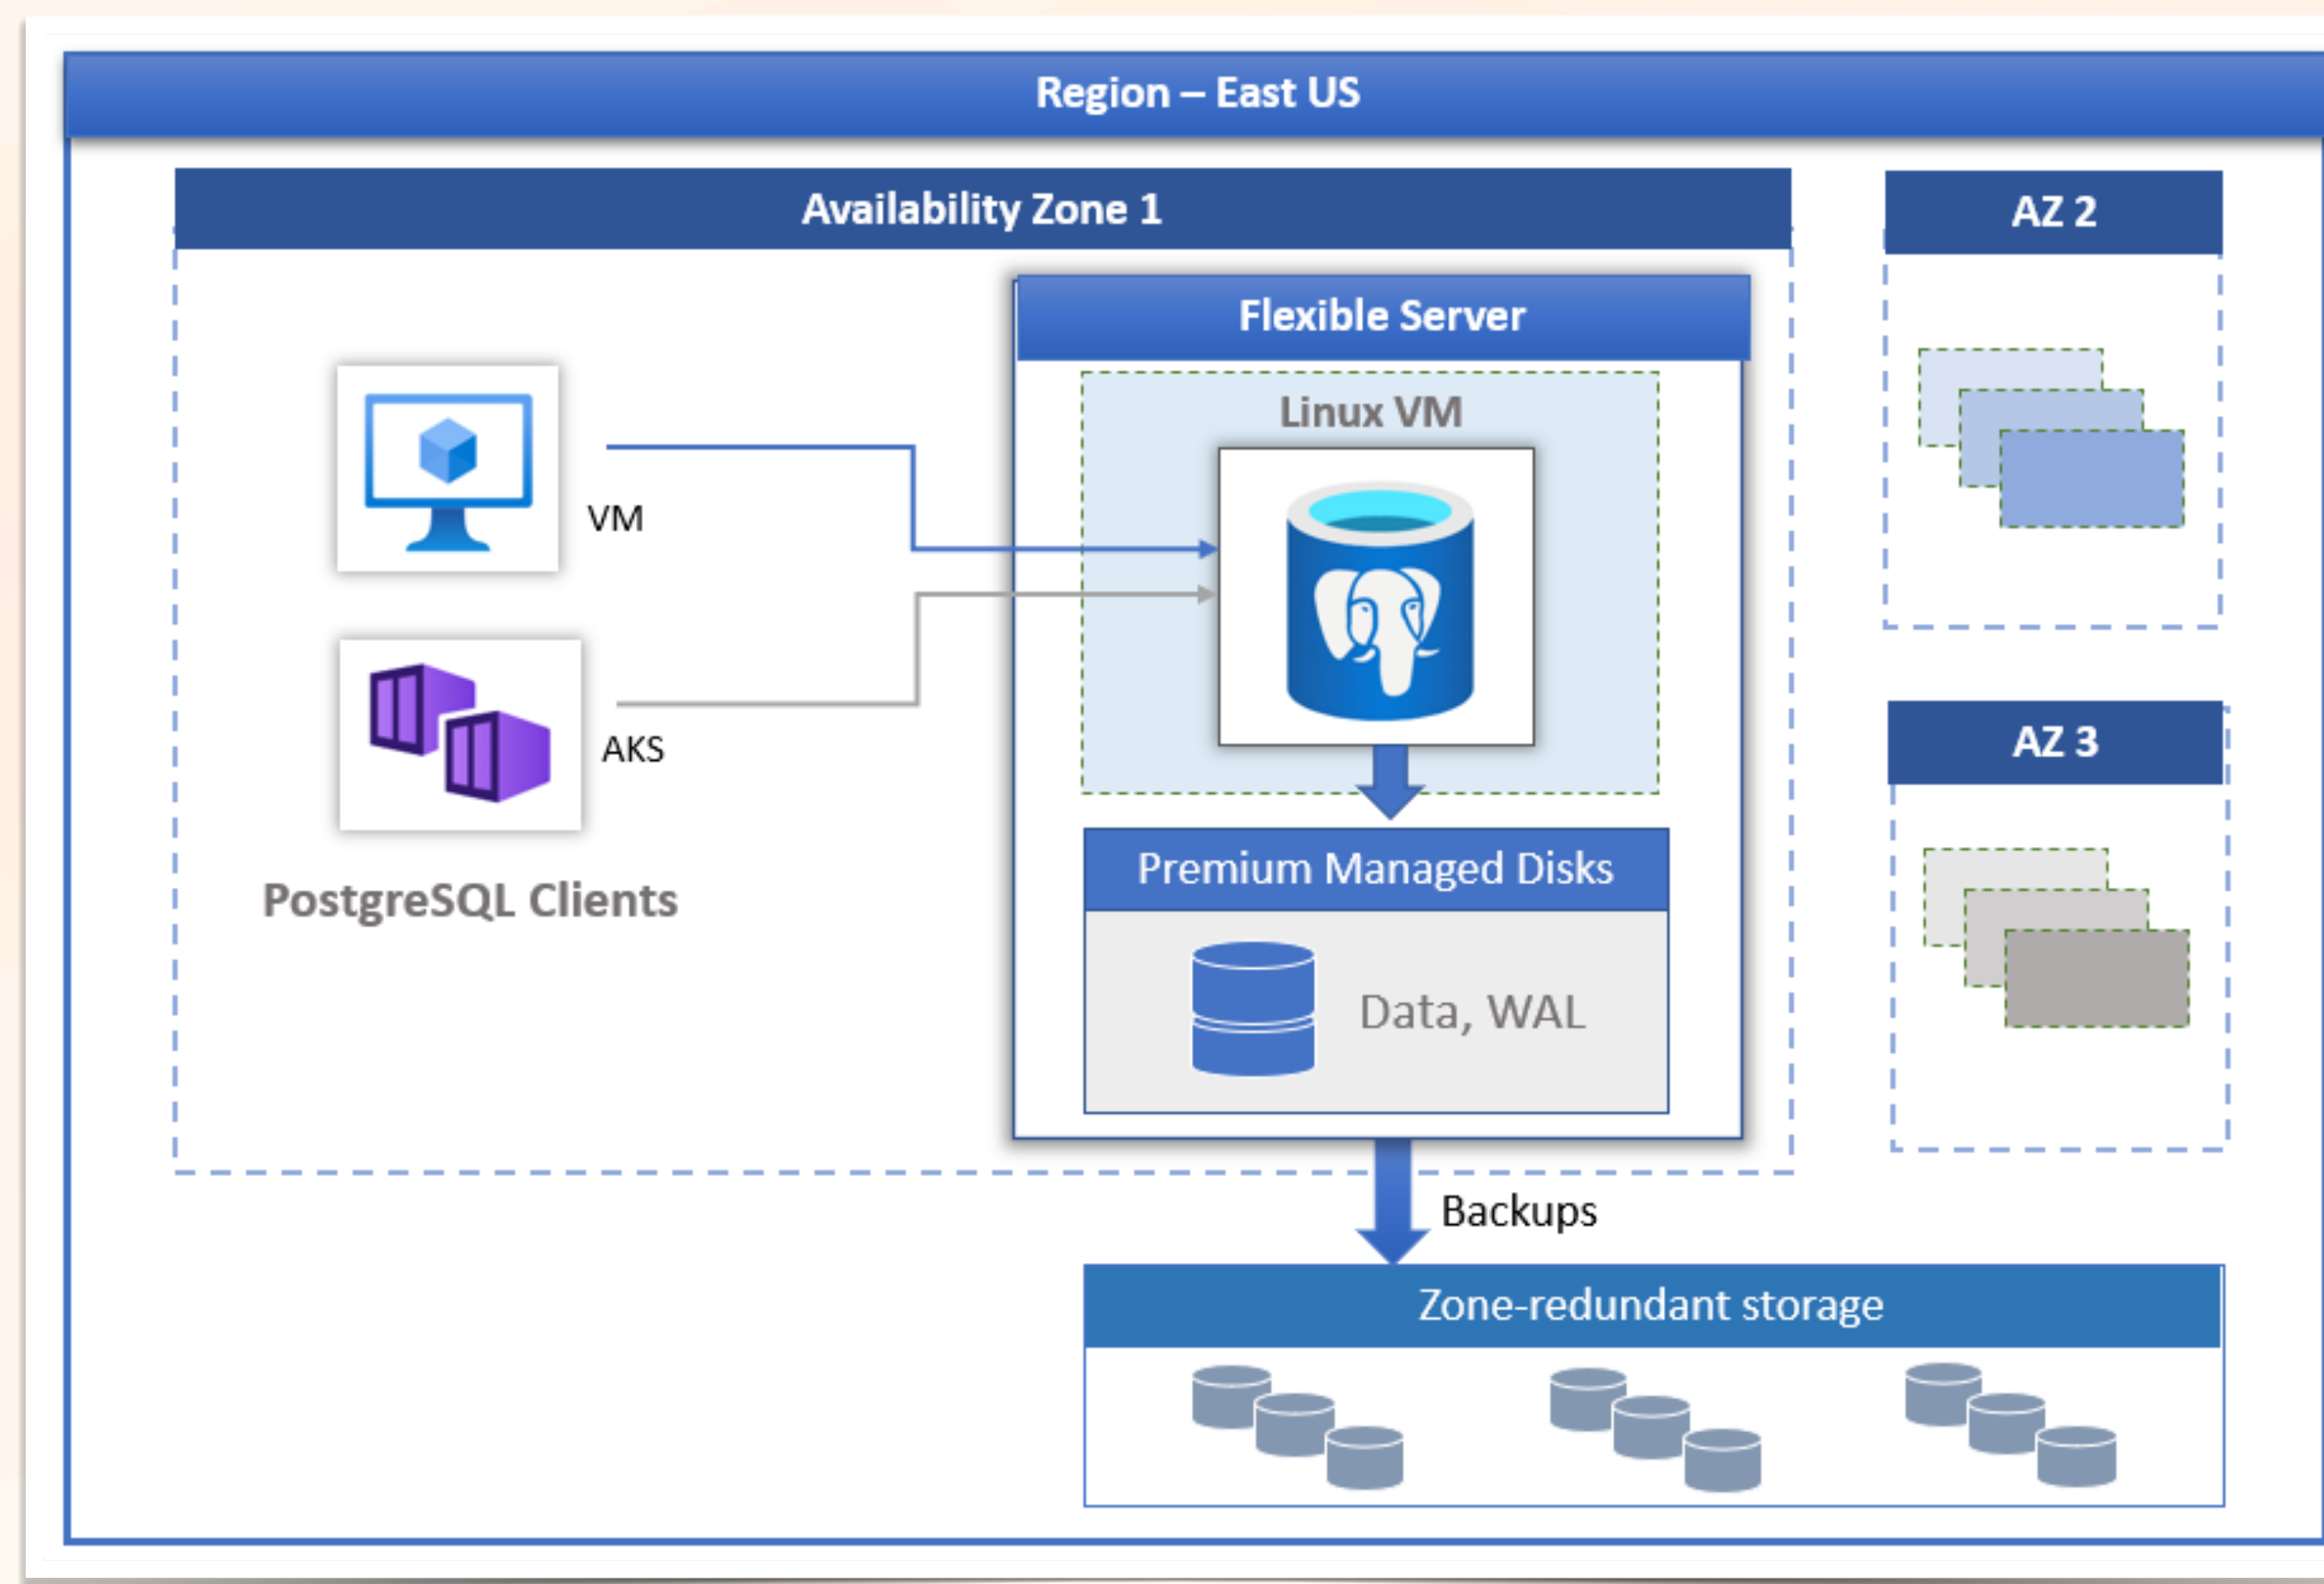 Region – East US
Availability Zone 1
AZ 2
Flexible Server
Linux VM
VM
AKS
PostgreSQL Clients
Premium Managed Disks
Data, WAL
AZ 3
Backups
Zone-redundant storage